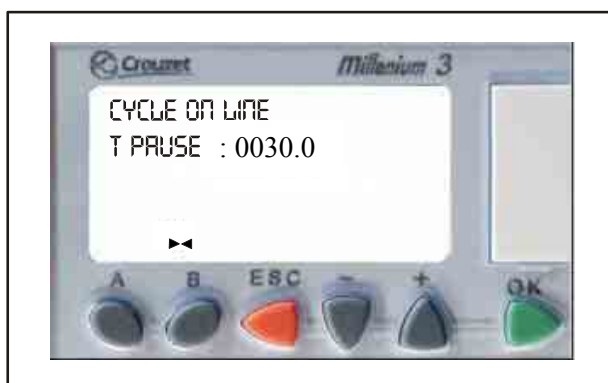 Crouzet Millenium 3
CYCLE ON LINE
T PAUSE : 0030.0
A B ESC - + OK